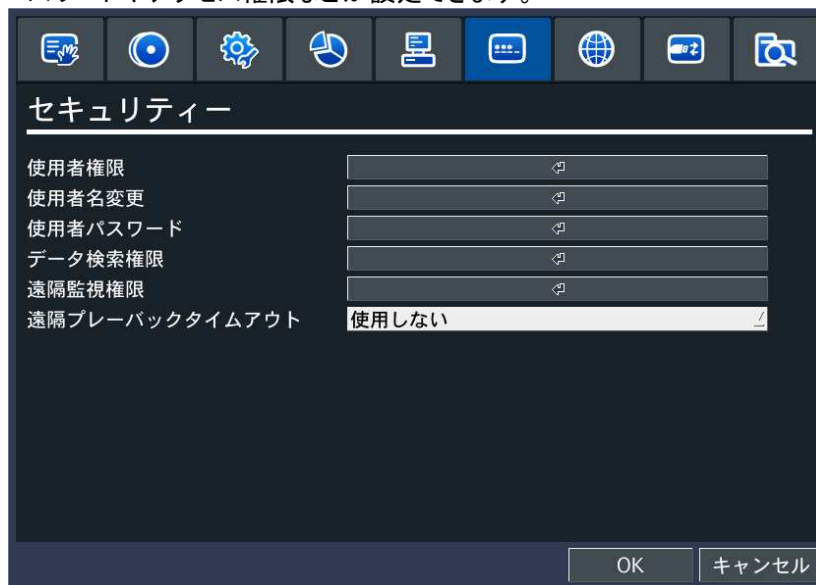 セキュリティー
使用者権限
使用者名変更
使用者パスワード
データ検索権限
遠隔監視権限
遠隔プレーバックタイムアウト 使用しない
OK キャンセル